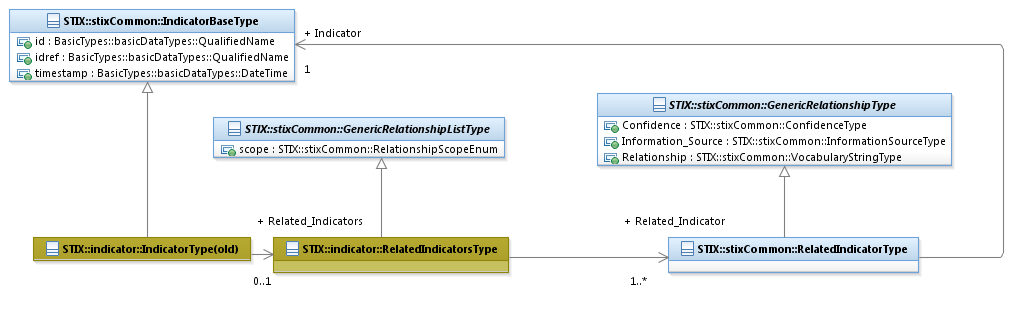 STIX::stixCommon::IndicatorBaseType
id : BasicTypes::basicDataTypes::QualifiedName
idref : BasicTypes::basicDataTypes::QualifiedName
timestamp : BasicTypes::basicDataTypes::DateTime
+ Indicator
1
STIX::stixCommon::GenericRelationshipType
Confidence : STIX::stixCommon::ConfidenceType
Information_Source : STIX::stixCommon::InformationSourceType
Relationship : STIX::stixCommon::VocabularyStringType
STIX::stixCommon::GenericRelationshipListType
scope : STIX::stixCommon::RelationshipScopeEnum
+ Related_Indicators
+ Related_Indicator
STIX::indicator::IndicatorType(old)
STIX::indicator::RelatedIndicatorsType
STIX::stixCommon::RelatedIndicatorType
0..1
1..*